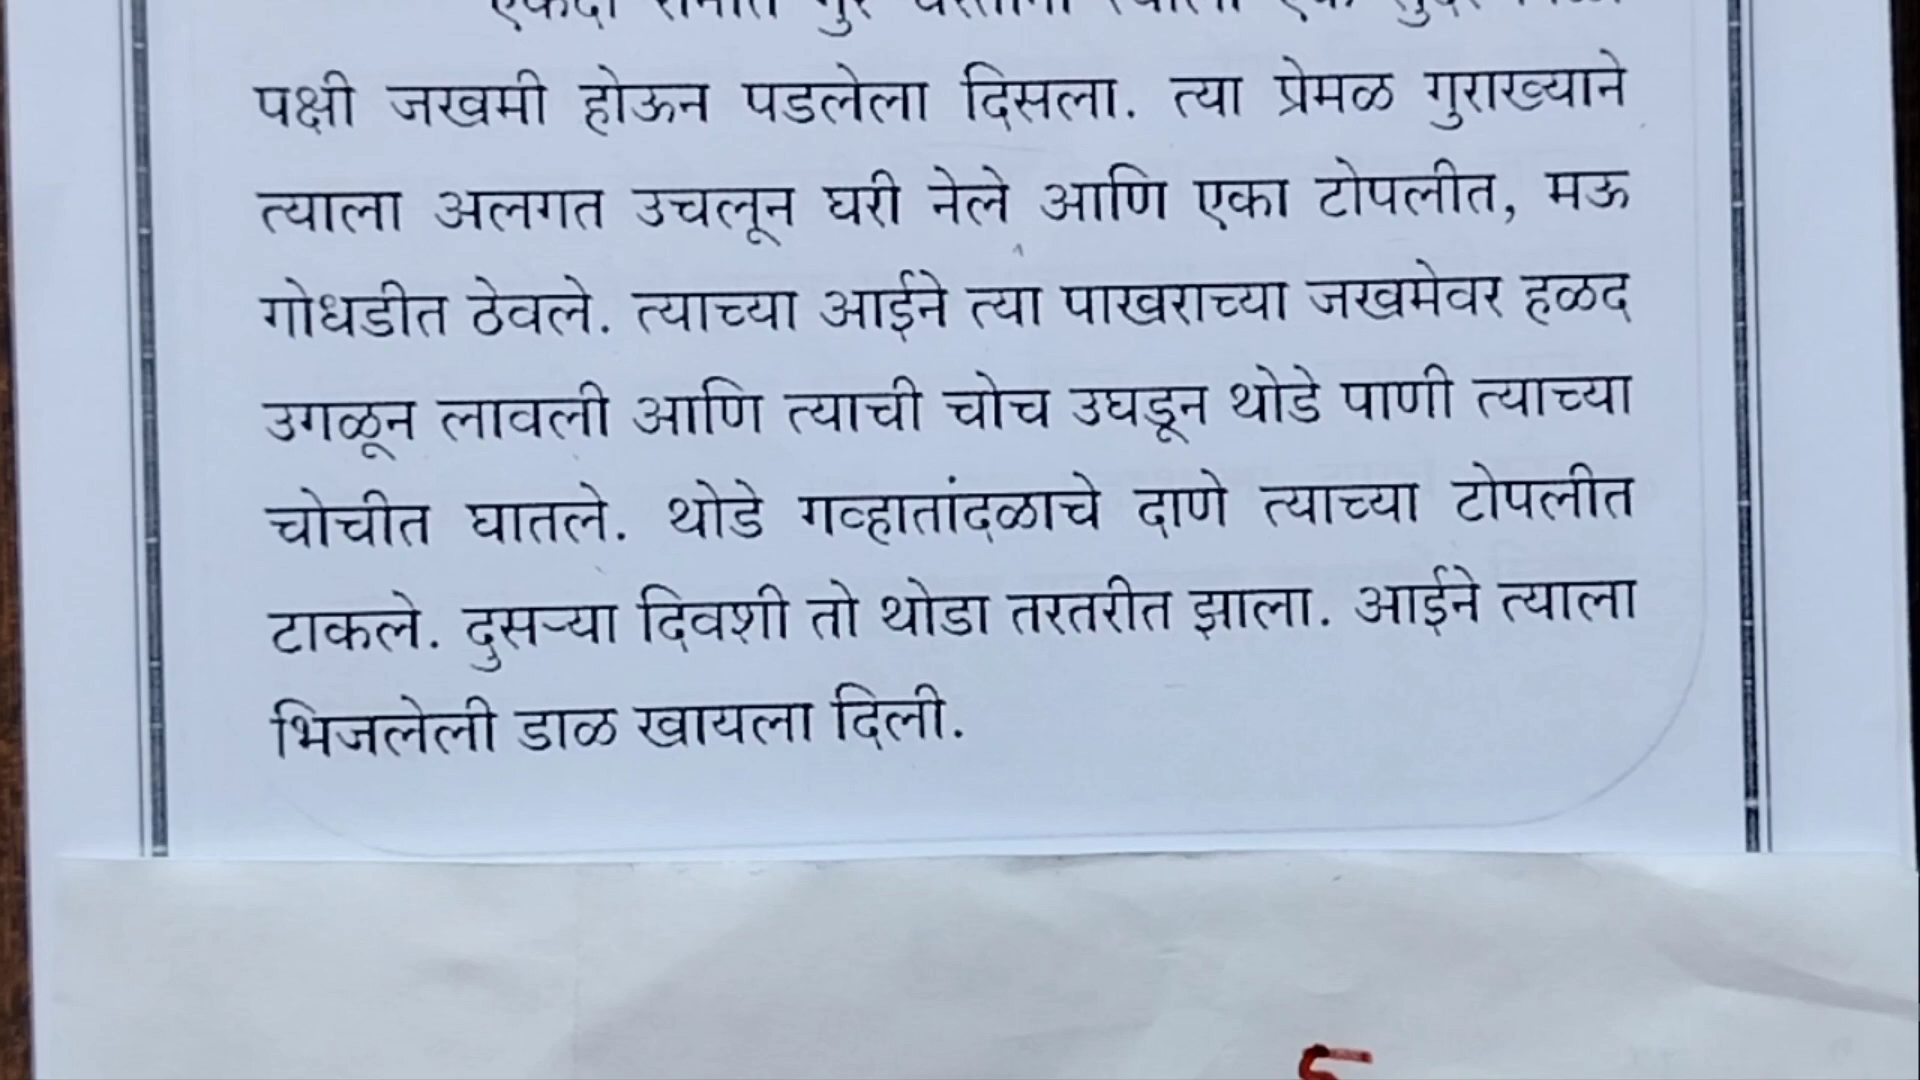 एकदा
पक्षी जखमी होऊन पडलेला दिसला. त्या प्रेमळ गुराख्याने
त्याला अलगत उचलून घरी नेले आणि एका टोपलीत, मऊ
गोधडीत ठेवले. त्याच्या आईने त्या पाखराच्या जखमेवर हळद
उगळून लावली आणि त्याची चोच उघडून थोडे पाणी त्याच्या
चोचीत घातले. थोडे गव्हातांदळाचे दाणे त्याच्या टोपलीत
टाकले. दुसऱ्या दिवशी तो थोडा तरतरीत झाला. आईने त्याला
भिजलेली डाळ खायला दिली.